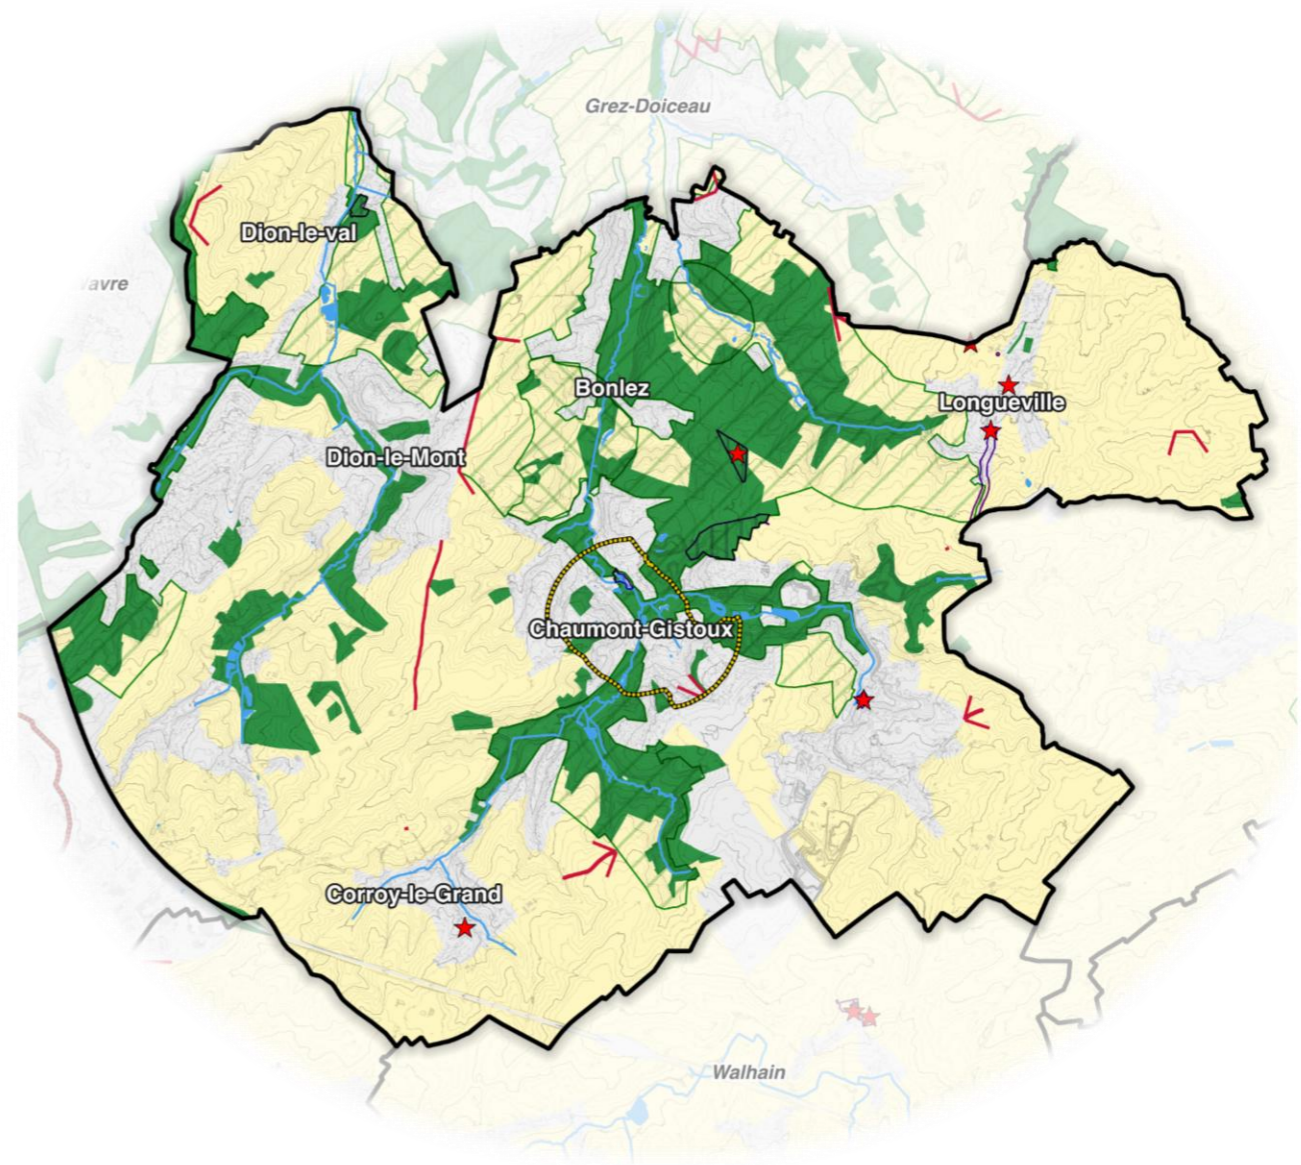 Grez-Doiceau
Dion-le-val
avre
Bonlez
Longueville
Dion-le-Mont
Chaumont-Gistoux
Corroy-le-Grand
Walhain